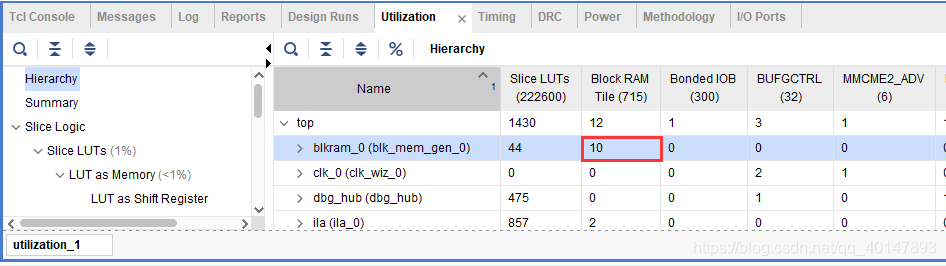 Tcl Console Messages Log Reports Design Runs Utilization × Timing DRC Power Methodology I/O Ports
% Hierarchy
Hierarchy
Summary
Slice Logic
Slice LUTs (1%)
LUT as Memory (<1%)
LUT as Shift Register
Name 1 Slice LUTs (222600) Block RAM Tile (715) Bonded IOB (300) BUFGCTRL (32) MMCME2_ADV (6)
top 1430 12 1 3 1
blkram_0 (blk_mem_gen_0) 44 10 0 0 0
clk_0 (clk_wiz_0) 0 0 0 2 1
dbg_hub (dbg_hub) 475 0 0 1 0
ila (ila_0) 857 2 0 0 0
utilization_1
https://blog.csdn.net/qq_40147893